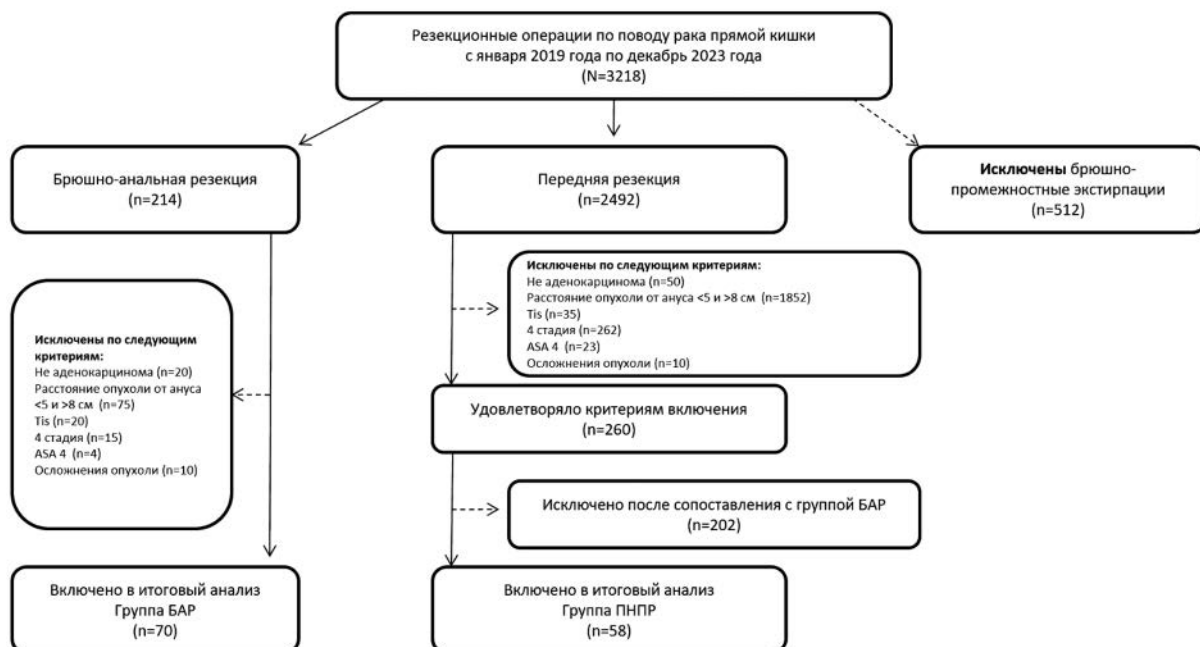 Резекционные операции по поводу рака прямой кишки
с января 2019 года по декабрь 2023 года
(N=3218)
Брюшно-анальная резекция
(n=214)
Передняя резекция
(n=2492)
Исключены брюшно-
промежностные экстирпации
(n=512)
Исключены по следующим критериям:
Не аденокарцинома (n=50)
Расстояние опухоли от ануса <5 и >8 см (n=1852)
Tis (n=35)
4 стадия (n=262)
ASA 4 (n=23)
Осложнения опухоли (n=10)
Исключены по следующим
критериям:
Не аденокарцинома (n=20)
Расстояние опухоли от ануса
<5 и >8 см (n=75)
Tis (n=20)
4 стадия (n=15)
ASA 4 (n=4)
Осложнения опухоли (n=10)
Удовлетворяло критериям включения
(n=260)
Исключено после сопоставления с группой БАР
(n=202)
Включено в итоговый анализ
Группа БАР
(n=70)
Включено в итоговый анализ
Группа ПНПР
(n=58)